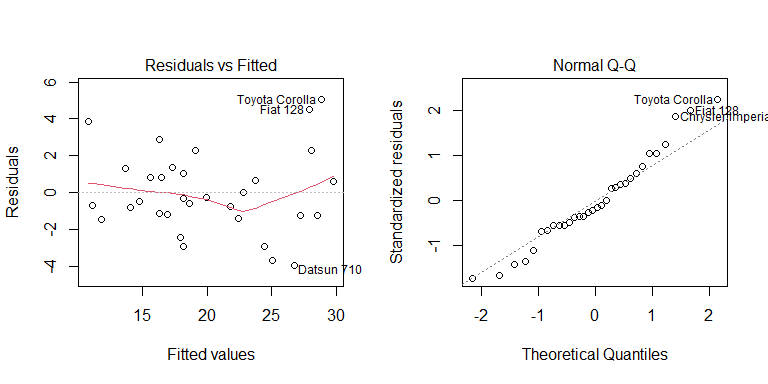 Residuals vs Fitted
Residuals
6
4
2
0
-2
-4
Toyota Corolla
Fiat 128
Datsun 710
15
20
25
30
Fitted values
Normal Q-Q
Standardized residuals
2
1
0
-1
Toyota Corolla
Fiat 128
Chrysler Imperial
-2
-1
0
1
2
Theoretical Quantiles